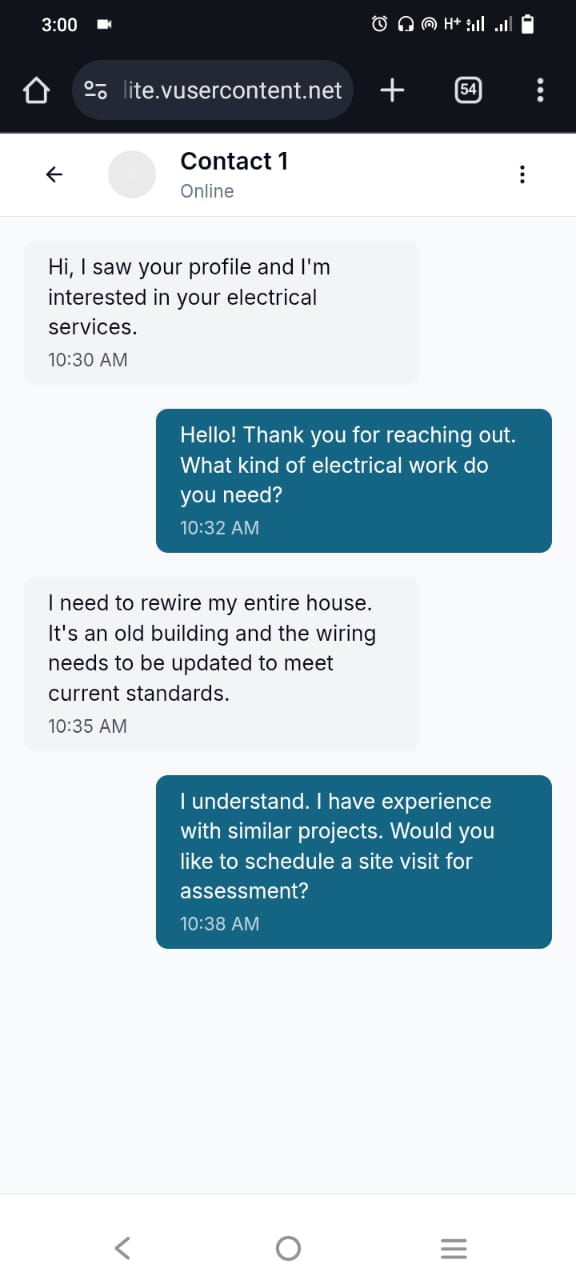 3:00 H+
lite.vusercontent.net 54
Contact 1
Online
Hi, I saw your profile and I'm
interested in your electrical
services.
10:30 AM
Hello! Thank you for reaching out.
What kind of electrical work do
you need?
10:32 AM
I need to rewire my entire house.
It's an old building and the wiring
needs to be updated to meet
current standards.
10:35 AM
I understand. I have experience
with similar projects. Would you
like to schedule a site visit for
assessment?
10:38 AM